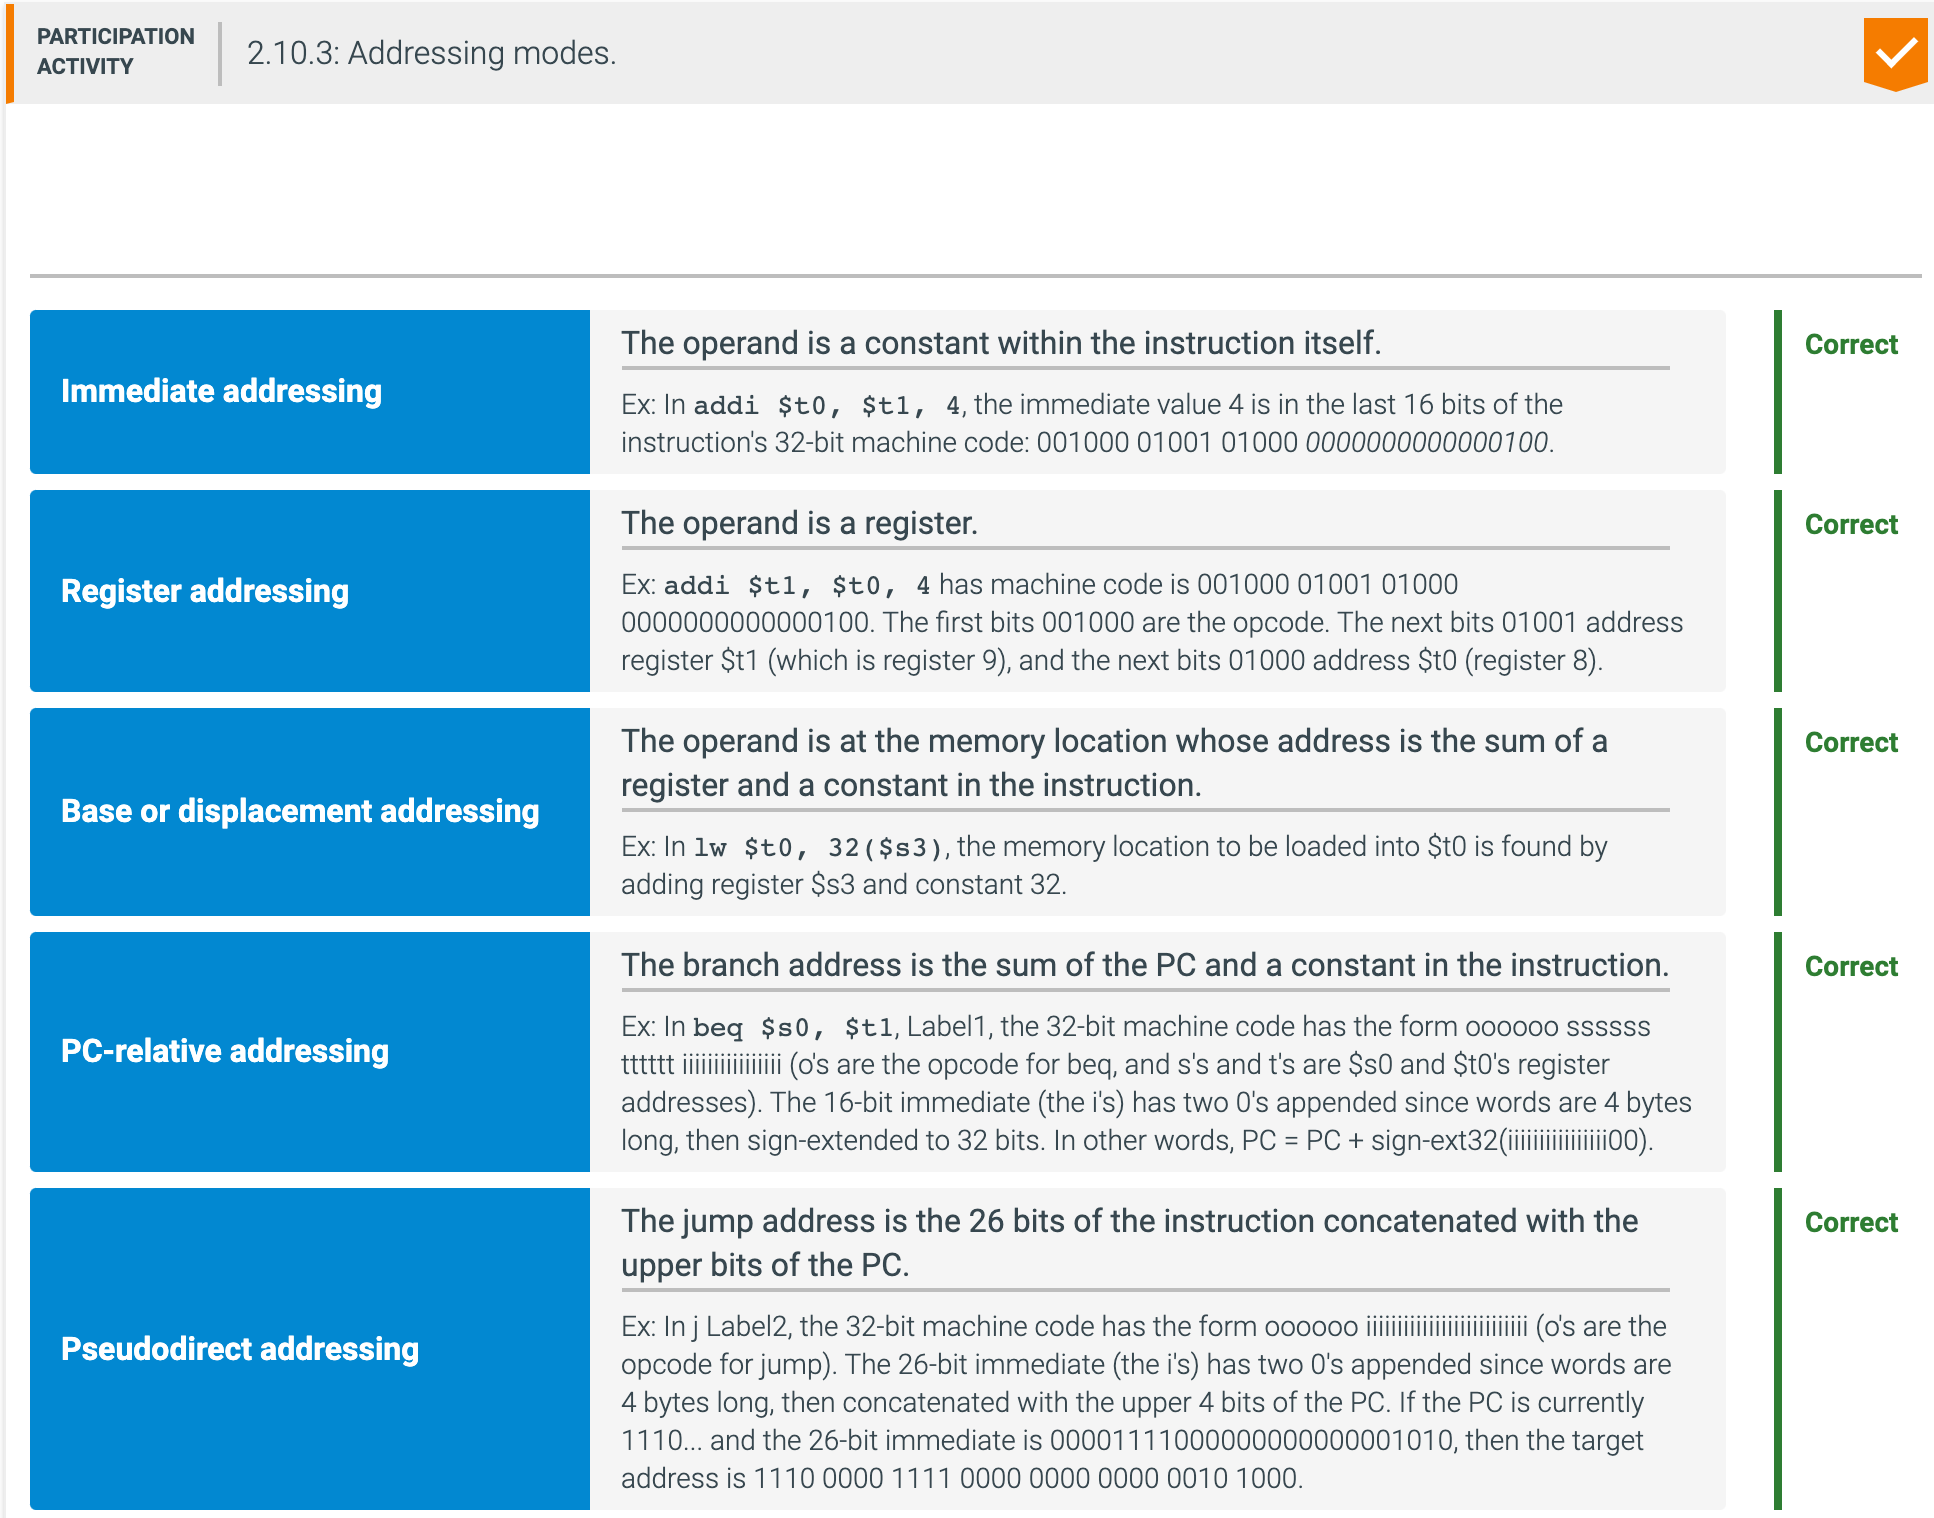 PARTICIPATION
ACTIVITY
2.10.3: Addressing modes.
Immediate addressing
The operand is a constant within the instruction itself.
Correct
Ex: In addi $t0, $t1, 4, the immediate value 4 is in the last 16 bits of the
instruction's 32-bit machine code: 001000 01001 01000 0000000000000100.
Register addressing
The operand is a register.
Correct
Ex: addi $t1, $t0, 4 has machine code is 001000 01001 01000
0000000000000100. The first bits 001000 are the opcode. The next bits 01001 address
register $t1 (which is register 9), and the next bits 01000 address $t0 (register 8).
Base or displacement addressing
The operand is at the memory location whose address is the sum of a
register and a constant in the instruction.
Correct
Ex: In lw $t0, 32($s3), the memory location to be loaded into $t0 is found by
adding register $s3 and constant 32.
PC-relative addressing
The branch address is the sum of the PC and a constant in the instruction.
Correct
Ex: In beq $s0, $t1, Label1, the 32-bit machine code has the form oooooo ssssss
tttttt iiiiiiiiiiiiiiii (o's are the opcode for beq, and s's and t's are $s0 and $t0's register
addresses). The 16-bit immediate (the i's) has two 0's appended since words are 4 bytes
long, then sign-extended to 32 bits. In other words, PC = PC + sign-ext32(iiiiiiiiiiiiiiii00).
Pseudodirect addressing
The jump address is the 26 bits of the instruction concatenated with the
upper bits of the PC.
Correct
Ex: In j Label2, the 32-bit machine code has the form oooooo iiiiiiiiiiiiiiiiiiiiiiiiii (o's are the
opcode for jump). The 26-bit immediate (the i's) has two 0's appended since words are
4 bytes long, then concatenated with the upper 4 bits of the PC. If the PC is currently
1110... and the 26-bit immediate is 00001111000000000000001010, then the target
address is 1110 0000 1111 0000 0000 0000 0010 1000.